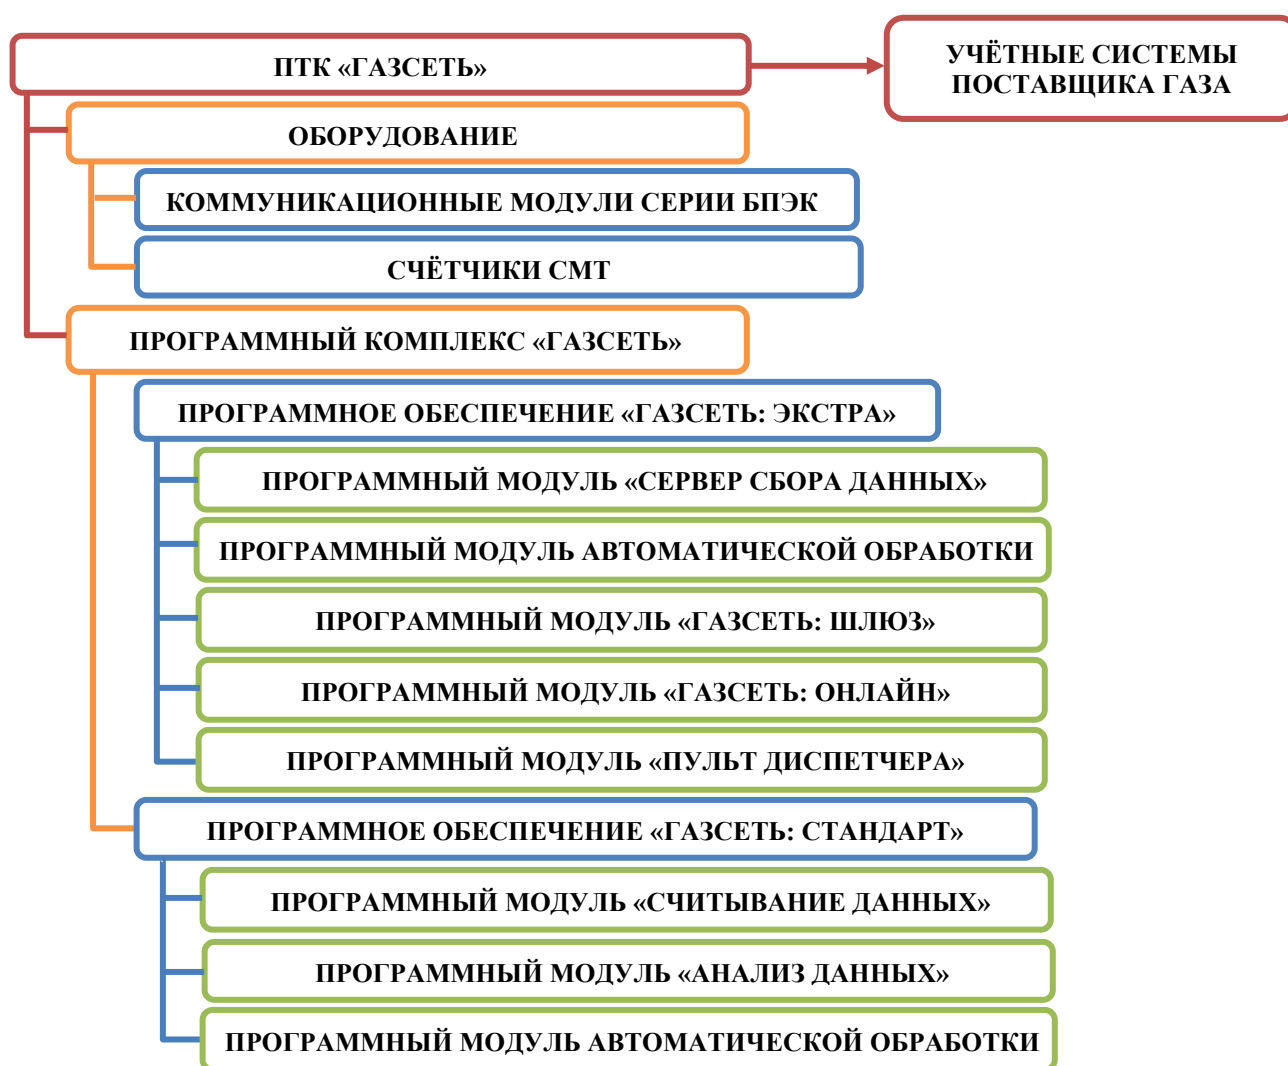 ПТК «ГАЗСЕТЬ»
УЧЁТНЫЕ СИСТЕМЫ
ПОСТАВЩИКА ГАЗА
ОБОРУДОВАНИЕ
КОММУНИКАЦИОННЫЕ МОДУЛИ СЕРИИ БПЭК
СЧЁТЧИКИ СМТ
ПРОГРАММНЫЙ КОМПЛЕКС «ГАЗСЕТЬ»
ПРОГРАММНОЕ ОБЕСПЕЧЕНИЕ «ГАЗСЕТЬ: ЭКСТРА»
ПРОГРАММНЫЙ МОДУЛЬ «СЕРВЕР СБОРА ДАННЫХ»
ПРОГРАММНЫЙ МОДУЛЬ АВТОМАТИЧЕСКОЙ ОБРАБОТКИ
ПРОГРАММНЫЙ МОДУЛЬ «ГАЗСЕТЬ: ШЛЮЗ»
ПРОГРАММНЫЙ МОДУЛЬ «ГАЗСЕТЬ: ОНЛАЙН»
ПРОГРАММНЫЙ МОДУЛЬ «ПУЛЬТ ДИСПЕТЧЕРА»
ПРОГРАММНОЕ ОБЕСПЕЧЕНИЕ «ГАЗСЕТЬ: СТАНДАРТ»
ПРОГРАММНЫЙ МОДУЛЬ «СЧИТЫВАНИЕ ДАННЫХ»
ПРОГРАММНЫЙ МОДУЛЬ «АНАЛИЗ ДАННЫХ»
ПРОГРАММНЫЙ МОДУЛЬ АВТОМАТИЧЕСКОЙ ОБРАБОТКИ